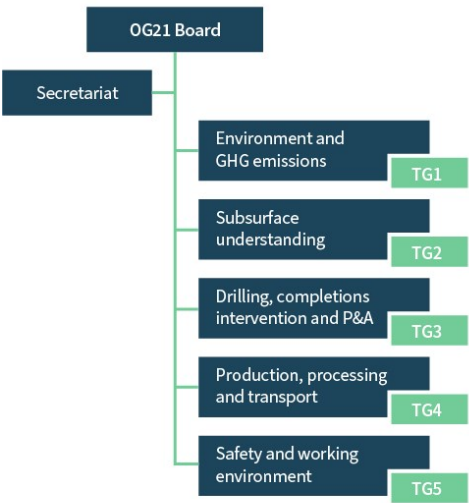 OG21 Board
Secretariat
Environment and
GHG emissions
TG1
Subsurface
understanding
TG2
Drilling, completions
intervention and P&A
TG3
Production, processing
and transport
TG4
Safety and working
environment
TG5